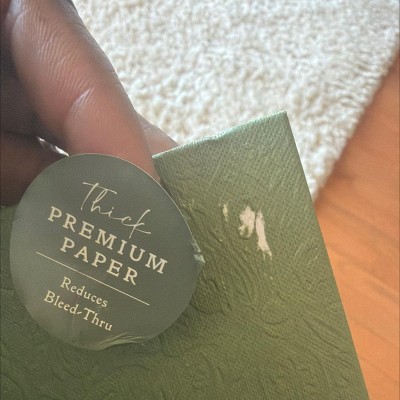 Thick
PREMIUM
PAPER
Reduces
Bleed-Thru